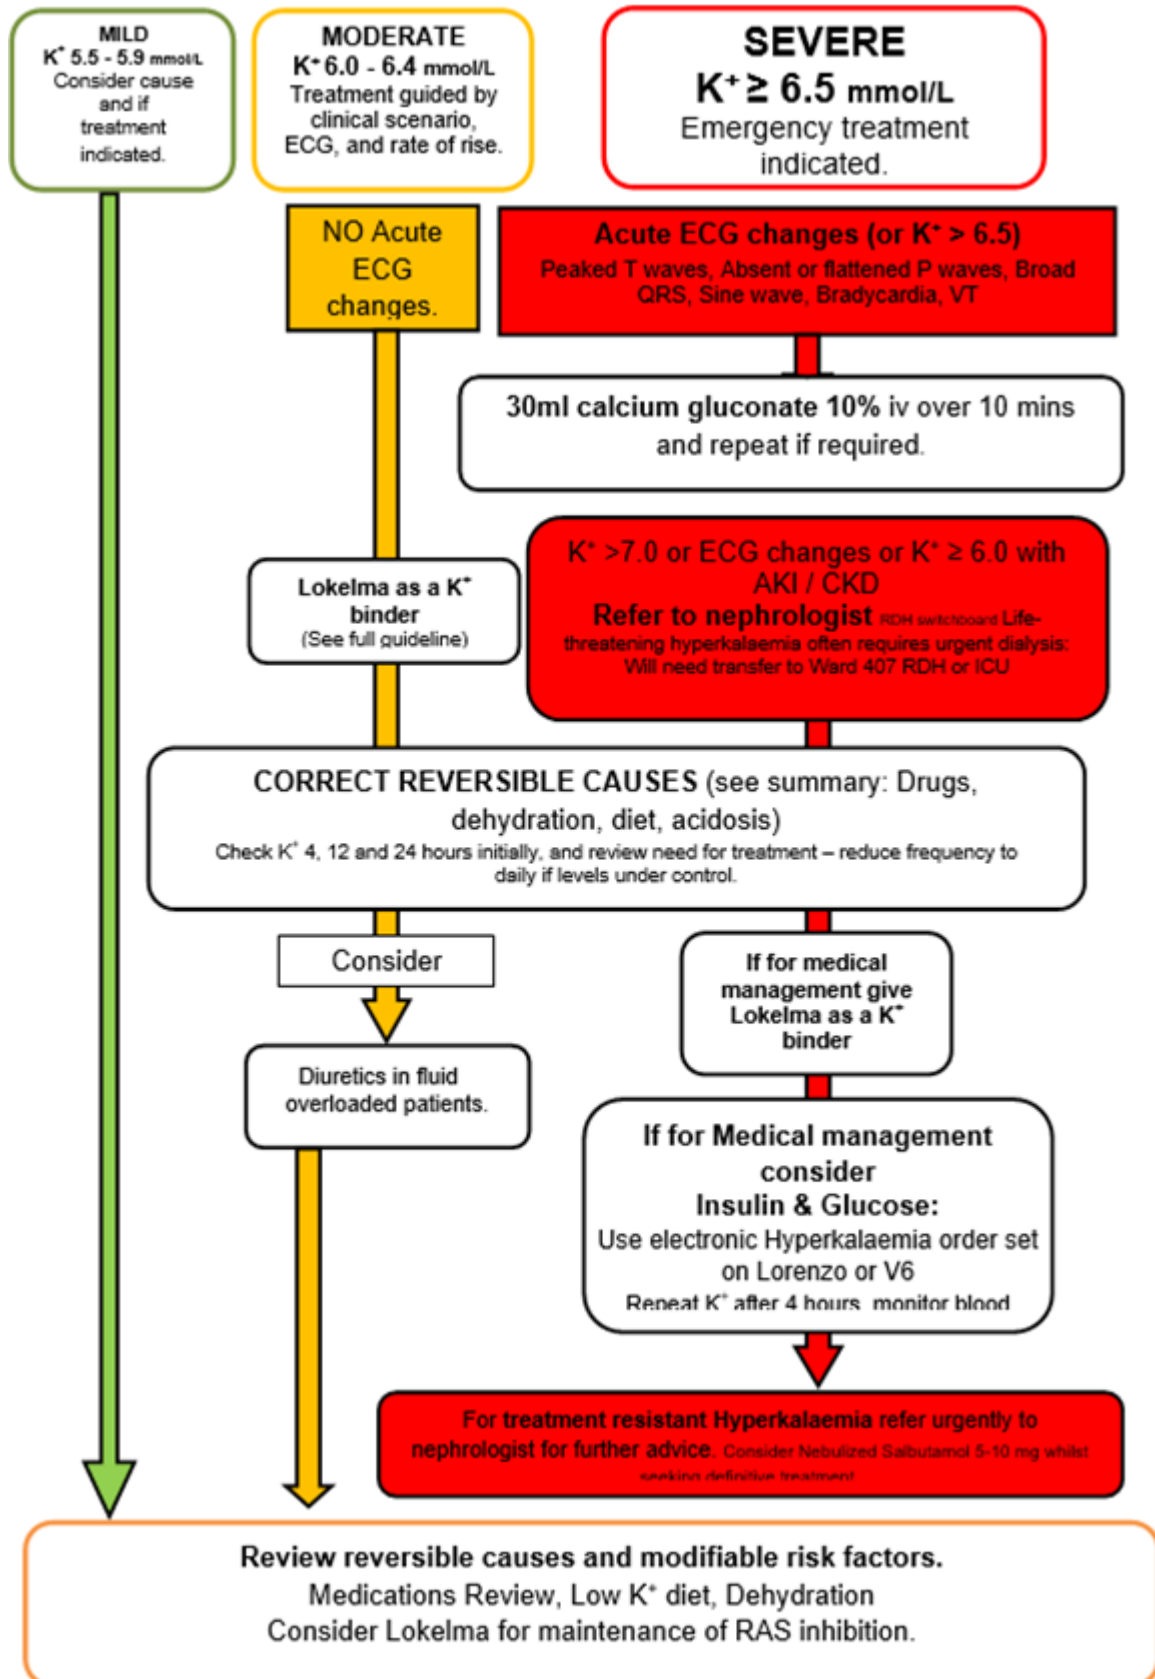 MILD
K⁺ 5.5 - 5.9 mmol/L
Consider cause
and if
treatment
indicated.
MODERATE
K⁺ 6.0 - 6.4 mmol/L
Treatment guided by
clinical scenario,
ECG, and rate of rise.
SEVERE
K⁺ ≥ 6.5 mmol/L
Emergency treatment
indicated.
NO Acute
ECG
changes.
Acute ECG changes (or K⁺ > 6.5)
Peaked T waves, Absent or flattened P waves, Broad
QRS, Sine wave, Bradycardia, VT
30ml calcium gluconate 10% iv over 10 mins
and repeat if required.
Lokelma as a K⁺
binder
(See full guideline)
K⁺ >7.0 or ECG changes or K⁺ ≥ 6.0 with
AKI / CKD
Refer to nephrologist RDH switchboard Life-
threatening hyperkalaemia often requires urgent dialysis:
Will need transfer to Ward 407 RDH or ICU
CORRECT REVERSIBLE CAUSES (see summary: Drugs,
dehydration, diet, acidosis)
Check K⁺ 4, 12 and 24 hours initially, and review need for treatment – reduce frequency to
daily if levels under control.
Consider
If for medical
management give
Lokelma as a K⁺
binder
Diuretics in fluid
overloaded patients.
If for Medical management
consider
Insulin & Glucose:
Use electronic Hyperkalaemia order set
on Lorenzo or V6
Repeat K⁺ after 4 hours monitor blood
For treatment resistant Hyperkalaemia refer urgently to
nephrologist for further advice. Consider Nebulized Salbutamol 5-10 mg whilst
seeking definitive treatment
Review reversible causes and modifiable risk factors.
Medications Review, Low K⁺ diet, Dehydration
Consider Lokelma for maintenance of RAS inhibition.